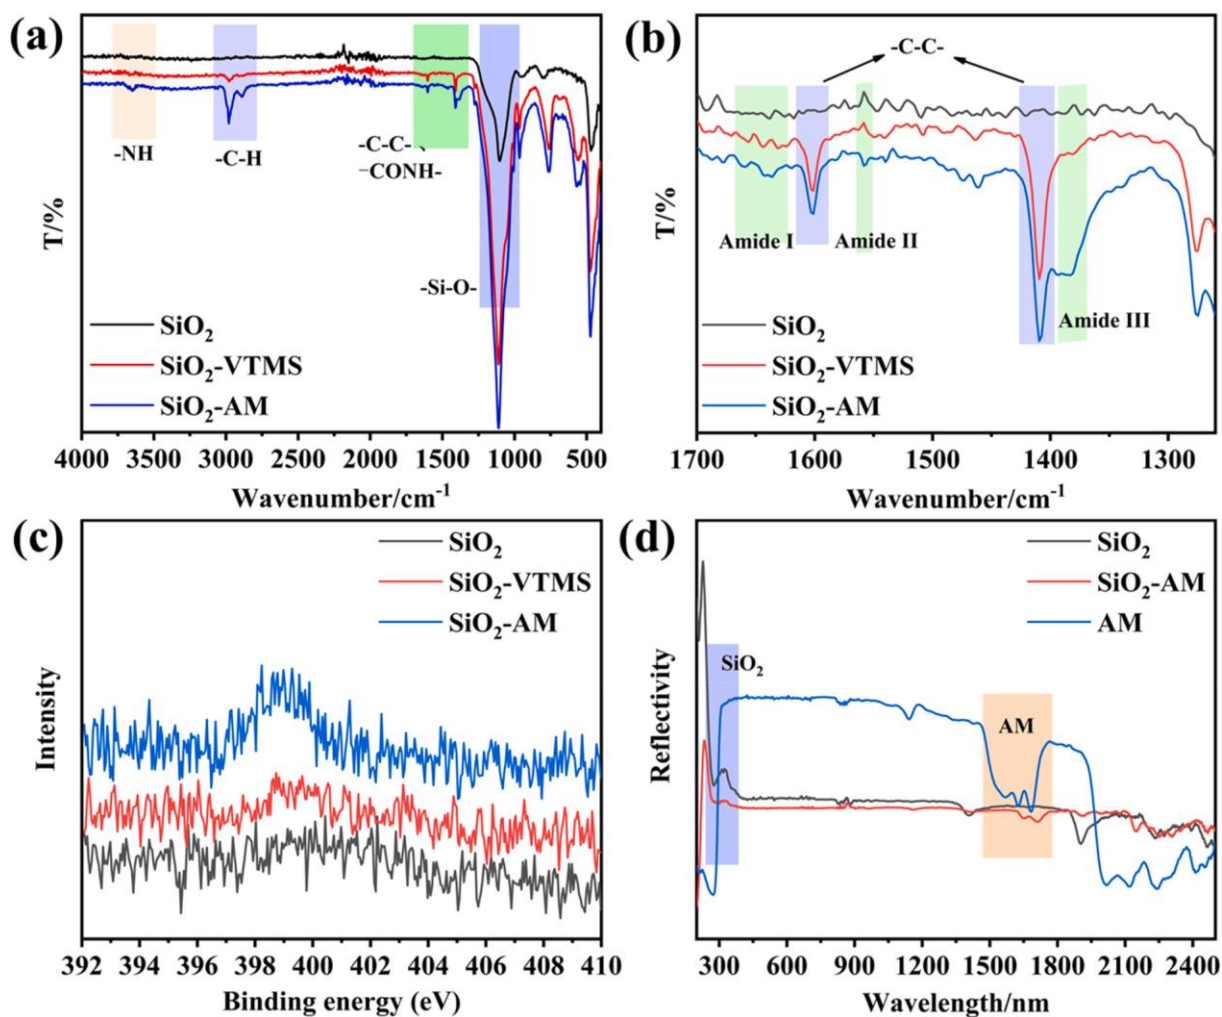 (a)
-NH
-C-H
-C-C-、
-CONH-
-Si-O-
SiO₂
SiO₂-VTMS
SiO₂-AM
T/%
4000 3500 3000 2500 2000 1500 1000 500
Wavenumber/cm⁻¹
(b)
-C-C-
Amide I
Amide II
Amide III
SiO₂
SiO₂-VTMS
SiO₂-AM
T/%
1700 1600 1500 1400 1300
Wavenumber/cm⁻¹
(c)
SiO₂
SiO₂-VTMS
SiO₂-AM
Intensity
392 394 396 398 400 402 404 406 408 410
Binding energy (eV)
(d)
SiO₂
SiO₂-AM
AM
SiO₂
AM
Reflectivity
300 600 900 1200 1500 1800 2100 2400
Wavelength/nm